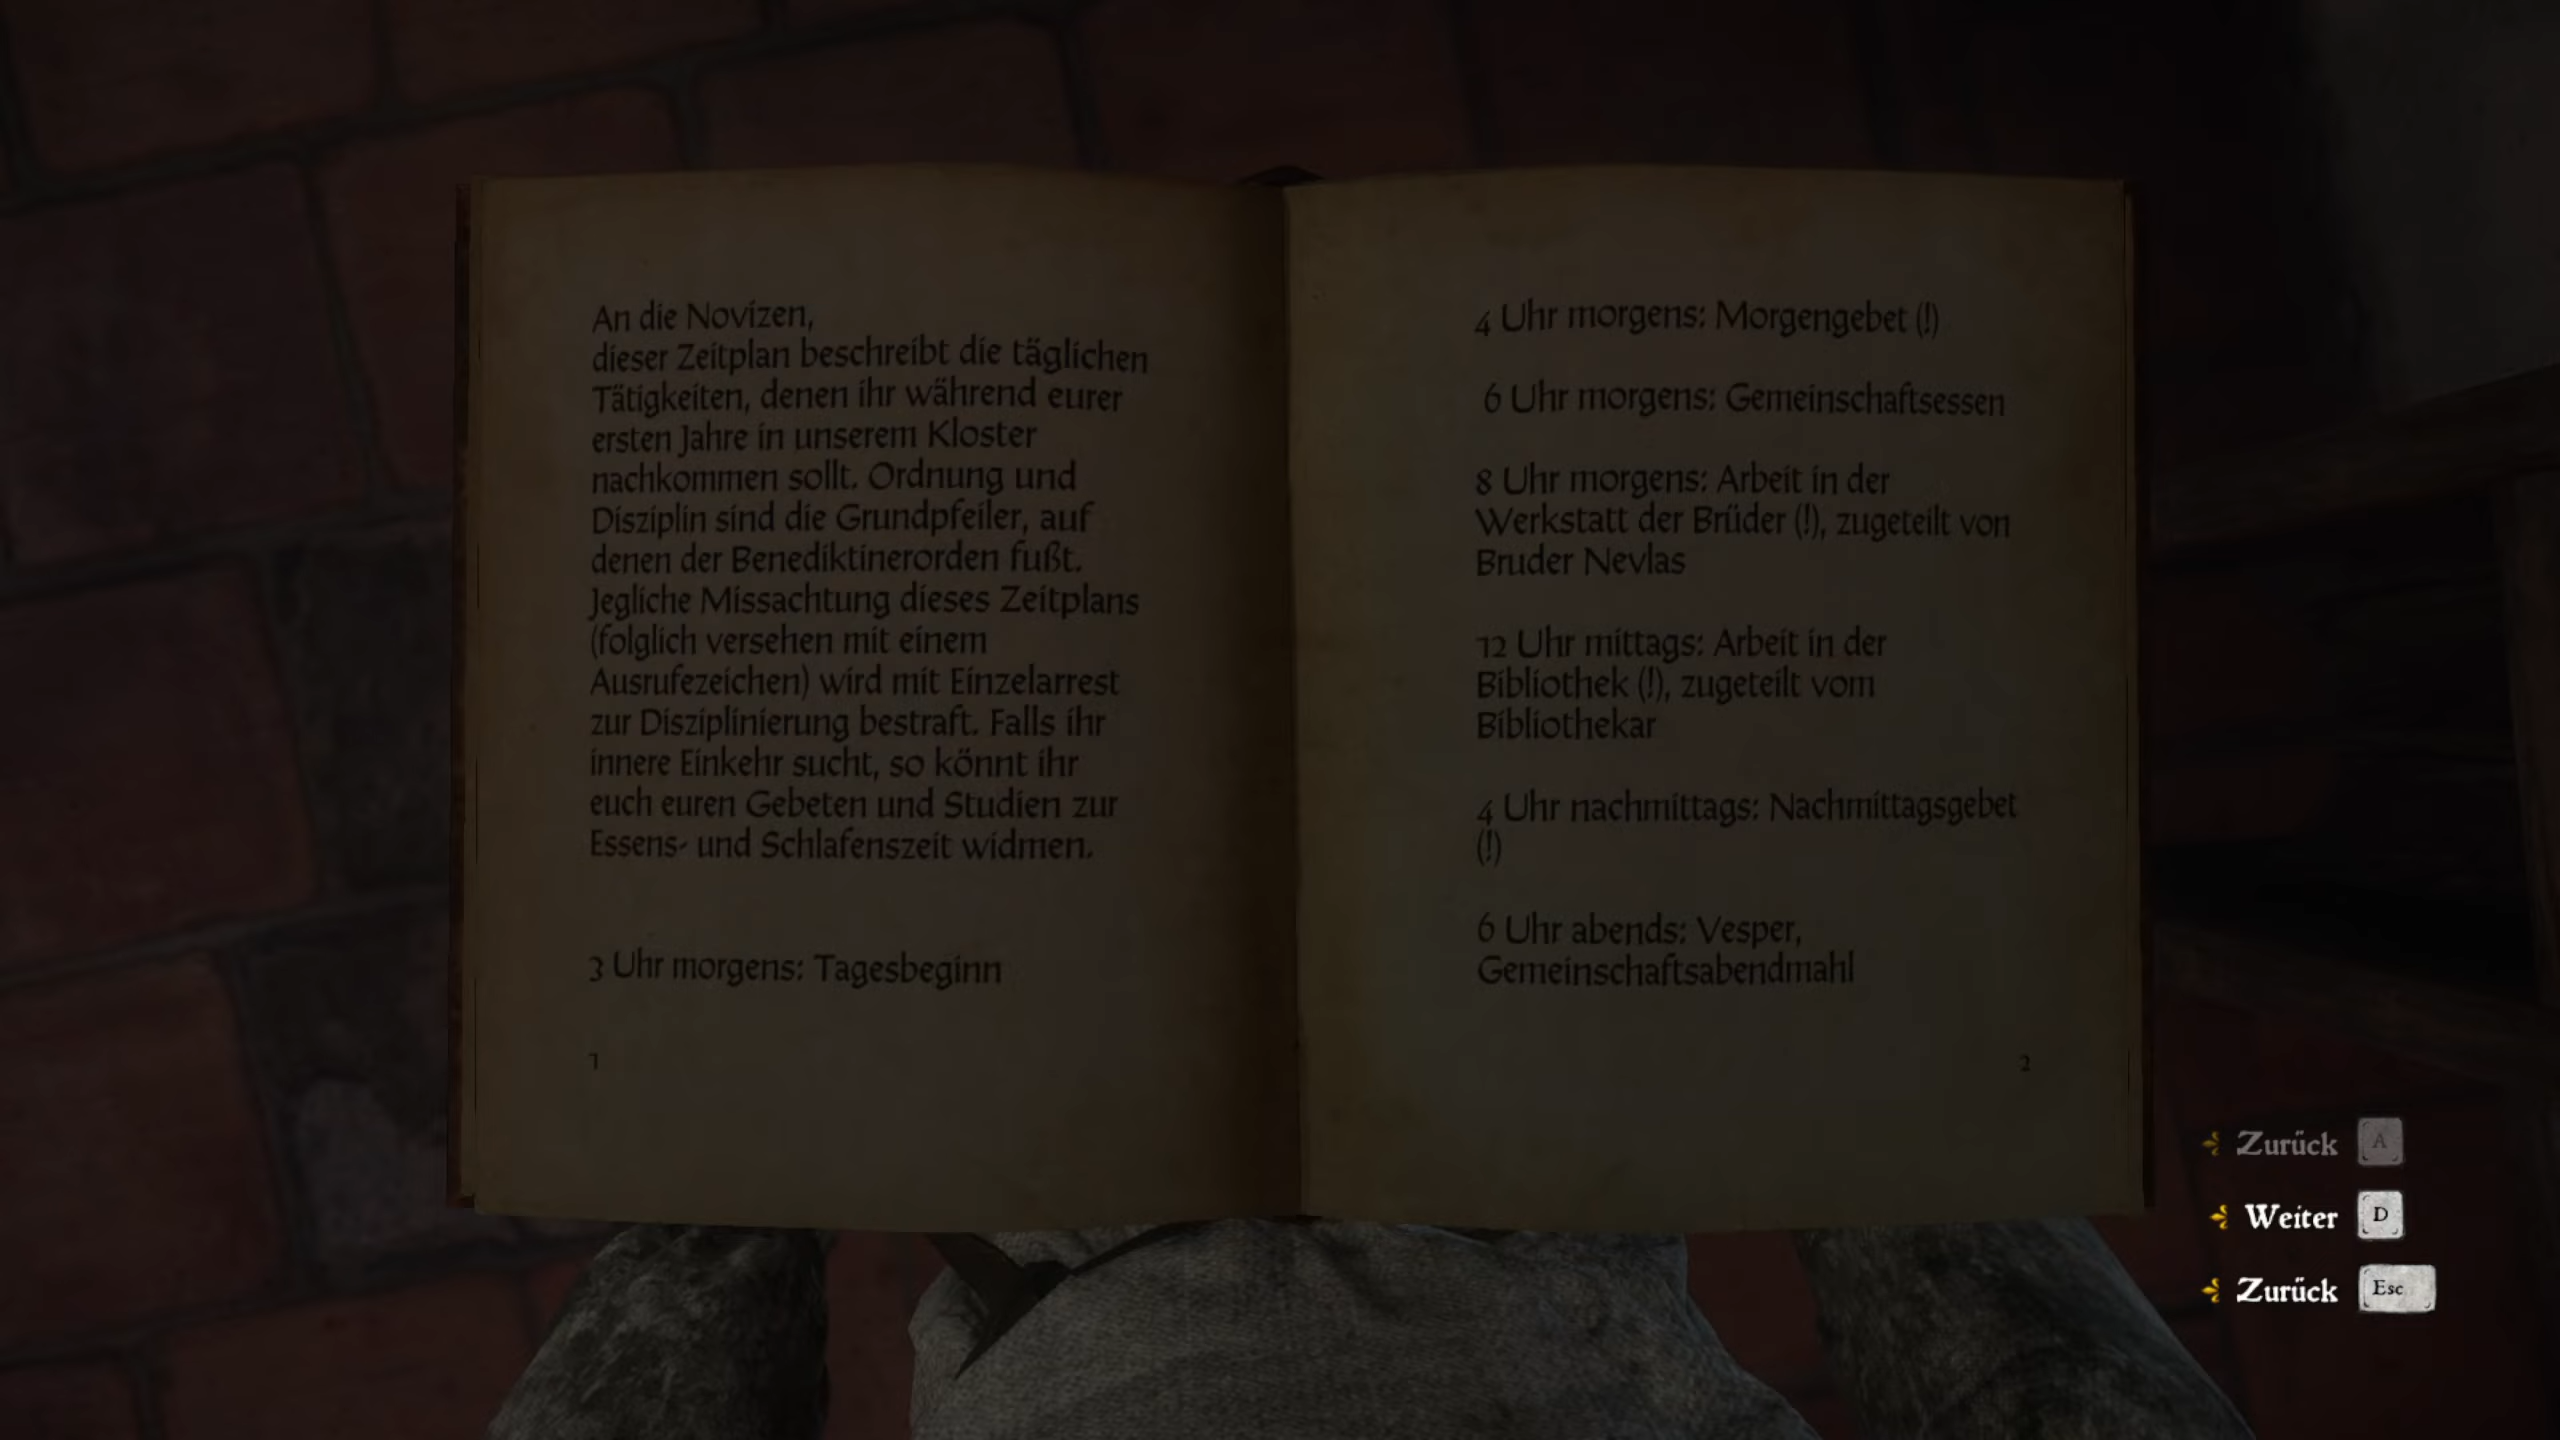 An die Novizen,
dieser Zeitplan beschreibt die täglichen
Tätigkeiten, denen ihr während eurer
ersten Jahre in unserem Kloster
nachkommen sollt. Ordnung und
Disziplin sind die Grundpfeiler, auf
denen der Benediktinerorden fußt.
Jegliche Missachtung dieses Zeitplans
(folglich versehen mit einem
Ausrufezeichen) wird mit Einzelarrest
zur Disziplinierung bestraft. Falls ihr
innere Einkehr sucht, so könnt ihr
euch euren Gebeten und Studien zur
Essens- und Schlafenszeit widmen.
3 Uhr morgens: Tagesbeginn
1
4 Uhr morgens: Morgengebet (!)
6 Uhr morgens: Gemeinschaftsessen
8 Uhr morgens: Arbeit in der
Werkstatt der Brüder (!), zugeteilt von
Bruder Nevlas
12 Uhr mittags: Arbeit in der
Bibliothek (!), zugeteilt vom
Bibliothekar
4 Uhr nachmittags: Nachmittagsgebet
(!)
6 Uhr abends: Vesper,
Gemeinschaftsabendmahl
2
Zurück A
Weiter D
Zurück Esc